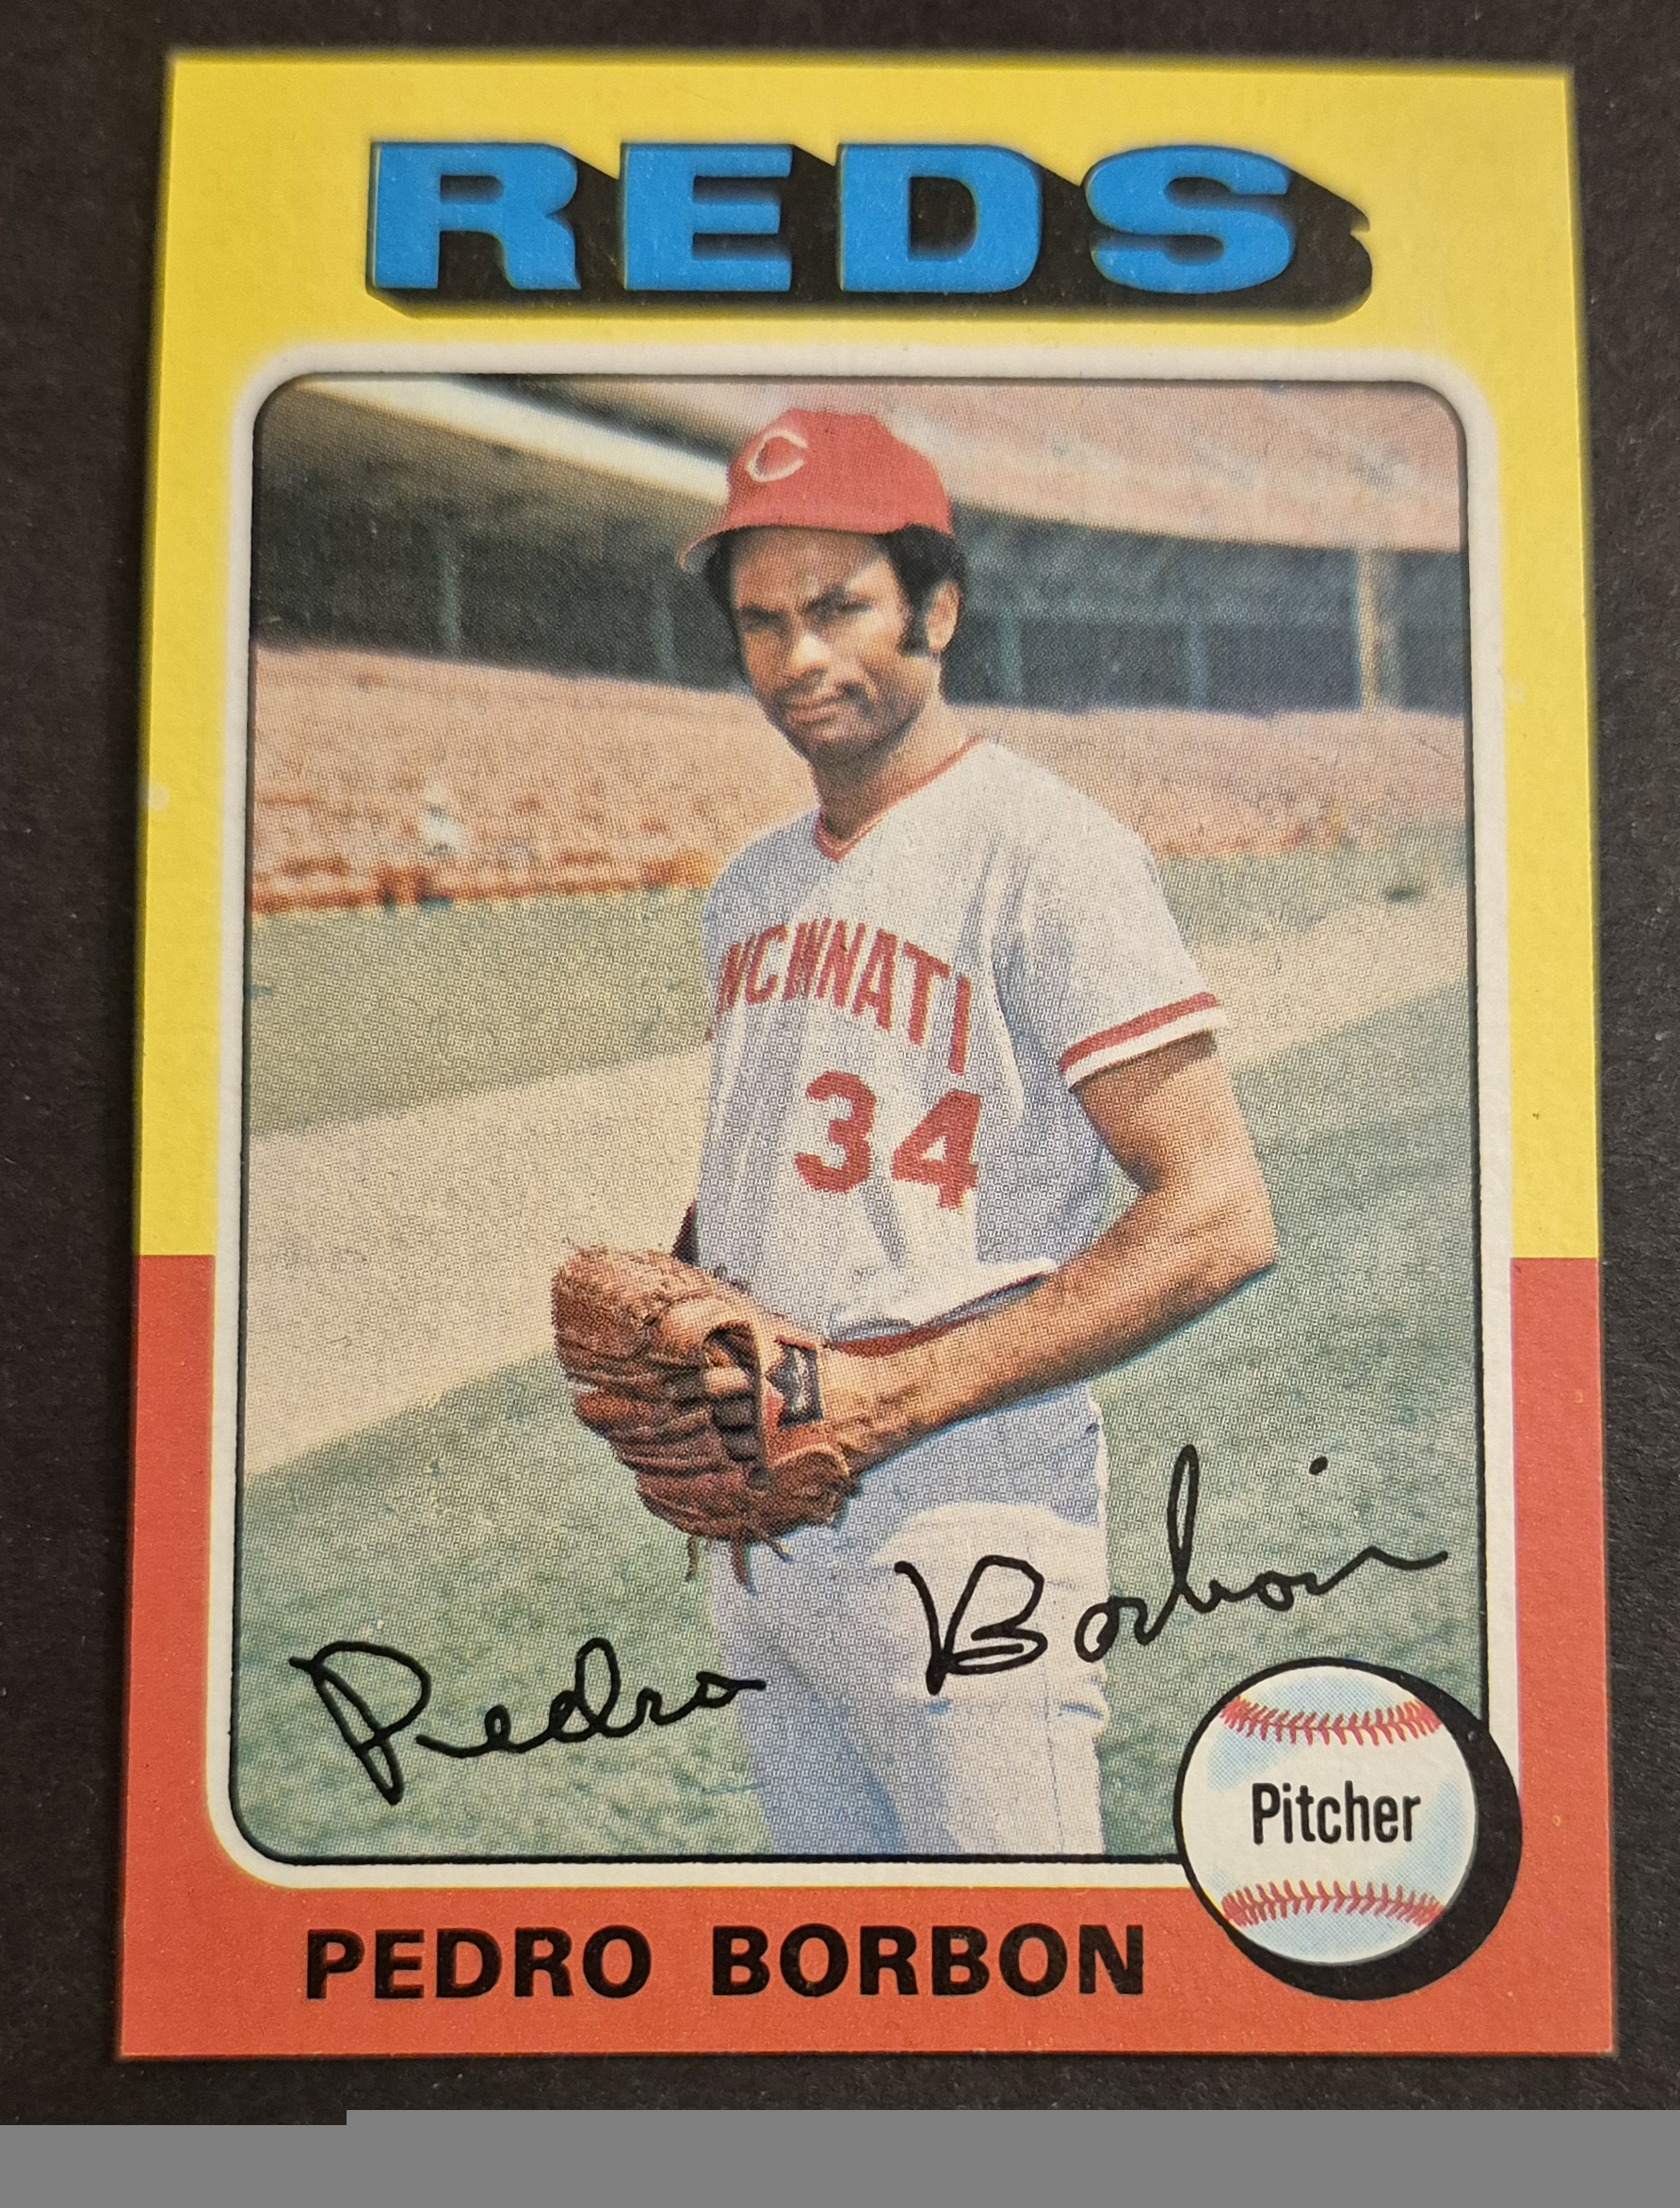 REDS
C
CINCINNATI
34
Pedro Borbon
Pitcher
PEDRO BORBON